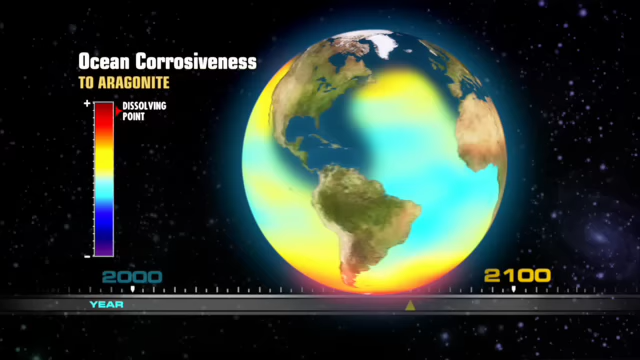 Ocean Corrosiveness
TO ARAGONITE
+
DISSOLVING
POINT
-
2000
2100
YEAR